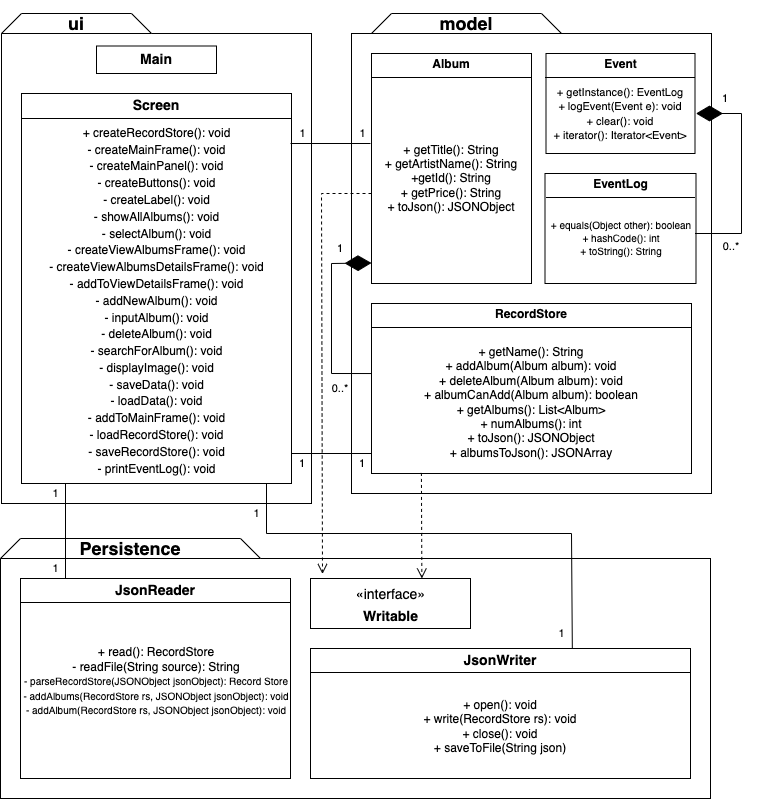 ui
Main
Screen
+ createRecordStore(): void
- createMainFrame(): void
- createMainPanel(): void
- createButtons(): void
- createLabel(): void
- showAllAlbums(): void
- selectAlbum(): void
- createViewAlbumsFrame(): void
- createViewAlbumsDetailsFrame(): void
- addToViewDetailsFrame(): void
- addNewAlbum(): void
- inputAlbum(): void
- deleteAlbum(): void
- searchForAlbum(): void
- displayImage(): void
- saveData(): void
- loadData(): void
- addToMainFrame(): void
- loadRecordStore(): void
- saveRecordStore(): void
- printEventLog(): void
1
1
1
1
model
Album
+ getTitle(): String
+ getArtistName(): String
+getId(): String
+ getPrice(): String
+ toJson(): JSONObject
Event
+ getInstance(): EventLog
+ logEvent(Event e): void
+ clear(): void
+ iterator(): Iterator<Event>
1
EventLog
+ equals(Object other): boolean
+ hashCode(): int
+ toString(): String
0..*
1
0..*
RecordStore
+ getName(): String
+ addAlbum(Album album): void
+ deleteAlbum(Album album): void
+ albumCanAdd(Album album): boolean
+ getAlbums(): List<Album>
+ numAlbums(): int
+ toJson(): JSONObject
+ albumsToJson(): JSONArray
1
1
Persistence
1
JsonReader
+ read(): RecordStore
- readFile(String source): String
- parseRecordStore(JSONObject jsonObject): Record Store
- addAlbums(RecordStore rs, JSONObject jsonObject): void
- addAlbum(RecordStore rs, JSONObject jsonObject): void
«interface»
Writable
1
JsonWriter
+ open(): void
+ write(RecordStore rs): void
+ close(): void
+ saveToFile(String json)